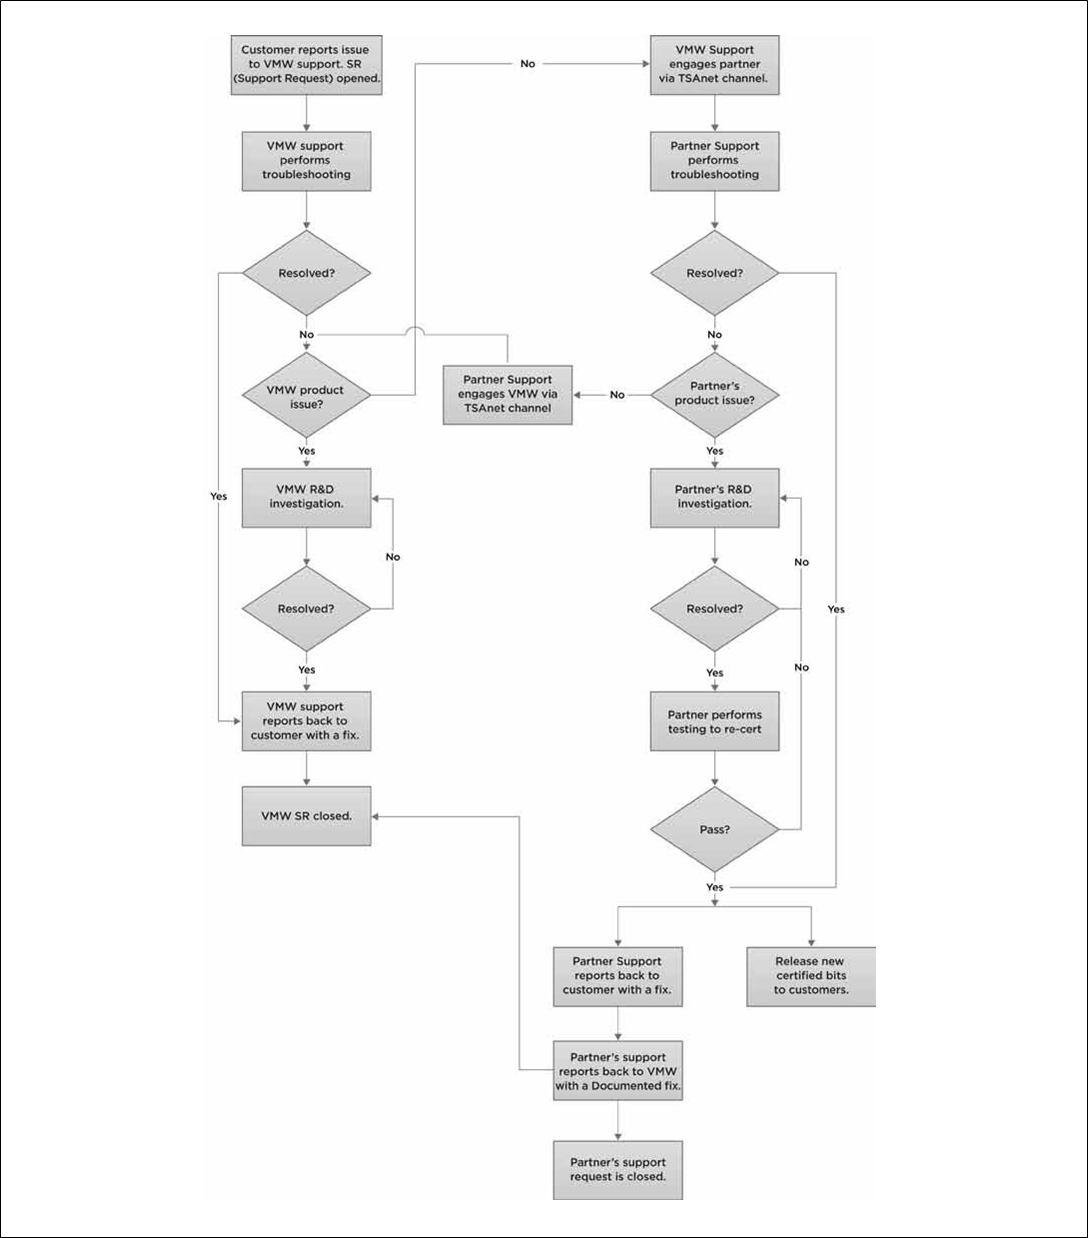 Customer reports issue
to VMW support. SR
(Support Request) opened.
VMW support
performs
troubleshooting
Resolved?
No
VMW product
issue?
Yes
VMW R&D
investigation.
No
Resolved?
Yes
Yes
VMW support
reports back to
customer with a fix.
VMW SR closed.
No
VMW Support
engages partner
via TSAnet channel.
Partner Support
performs
troubleshooting
Resolved?
No
Partner's
product issue?
No
Partner Support
engages VMW via
TSAnet channel
Yes
Partner's R&D
investigation.
No
Resolved?
Yes
No
Yes
Partner performs
testing to re-cert
Pass?
Yes
Partner Support
reports back to
customer with a fix.
Release new
certified bits
to customers.
Partner's support
reports back to VMW
with a Documented fix.
Partner's support
request is closed.